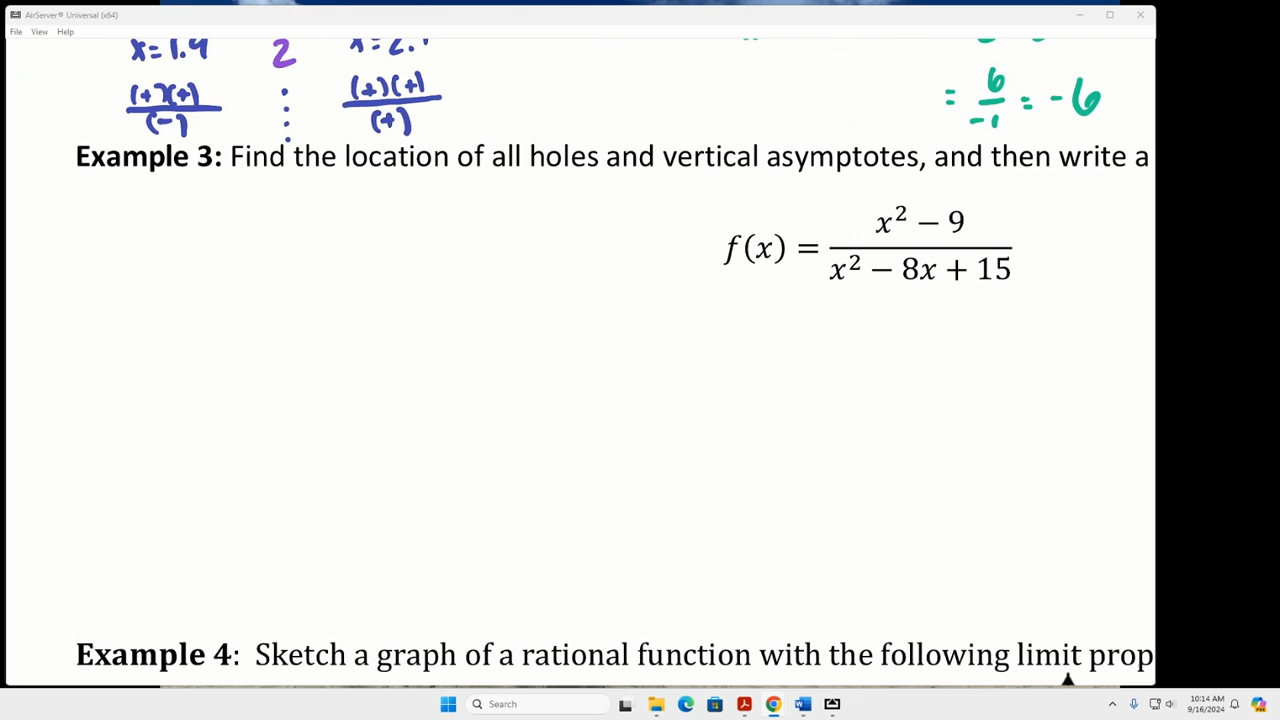 AirServer® Universal (x64)
File View Help
x=1.9 2
(+)(+) (+)(+)
(-) (+)
= 6/-1 = -6
Example 3: Find the location of all holes and vertical asymptotes, and then write a
f(x) = (x² − 9)/(x² − 8x + 15)
Example 4: Sketch a graph of a rational function with the following limit prop
Search
10:14 AM
9/16/2024